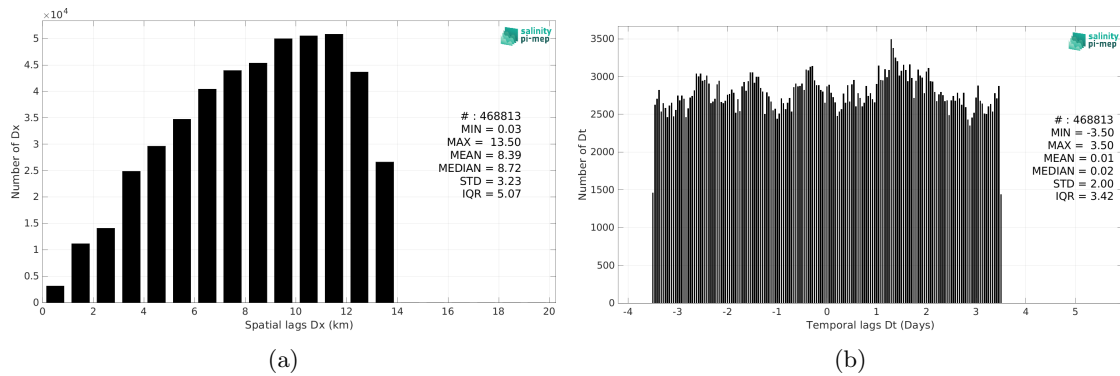 ×10⁴
5
4.5
4
3.5
3
2.5
2
1.5
1
0.5
0
Number of Dx
0 2 4 6 8 10 12 14 16 18 20
Spatial lags Dx (km)
salinity
pi-mep
# : 468813
MIN = 0.03
MAX = 13.50
MEAN = 8.39
MEDIAN = 8.72
STD = 3.23
IQR = 5.07
(a)
3500
3000
2500
2000
1500
1000
500
0
Number of Dt
-4 -3 -2 -1 0 1 2 3 4 5
Temporal lags Dt (Days)
salinity
pi-mep
# : 468813
MIN = -3.50
MAX = 3.50
MEAN = 0.01
MEDIAN = 0.02
STD = 2.00
IQR = 3.42
(b)